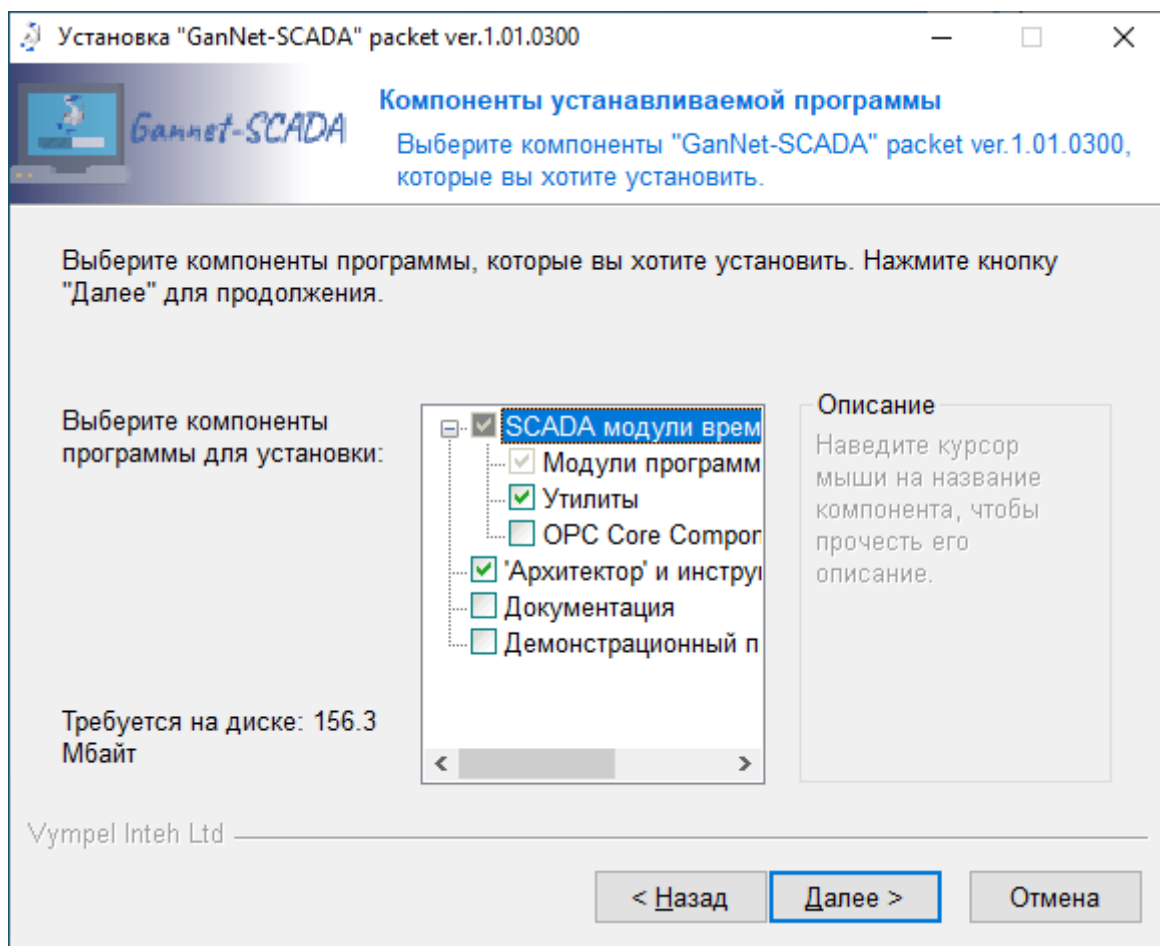 Установка "GanNet-SCADA" packet ver.1.01.0300
Gannet-SCADA
Компоненты устанавливаемой программы
Выберите компоненты "GanNet-SCADA" packet ver.1.01.0300,
которые вы хотите установить.
Выберите компоненты программы, которые вы хотите установить. Нажмите кнопку
"Далее" для продолжения.
Выберите компоненты
программы для установки:
SCADA модули врем
Модули программ
Утилиты
OPC Core Compon
'Архитектор' и инструм
Документация
Демонстрационный п
Описание
Наведите курсор
мыши на название
компонента, чтобы
прочесть его
описание.
Требуется на диске: 156.3
Мбайт
Vympel Inteh Ltd
< Назад
Далее >
Отмена